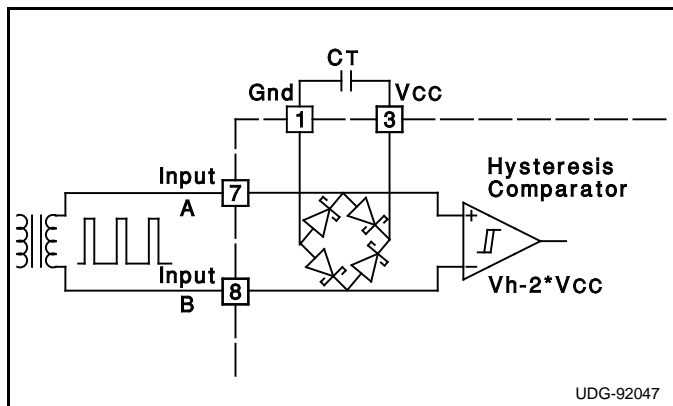 CT
Gnd
VCC
1
3
Hysteresis
Comparator
Input
7
A
+
Input
8
B
−
Vh-2*VCC
UDG-92047